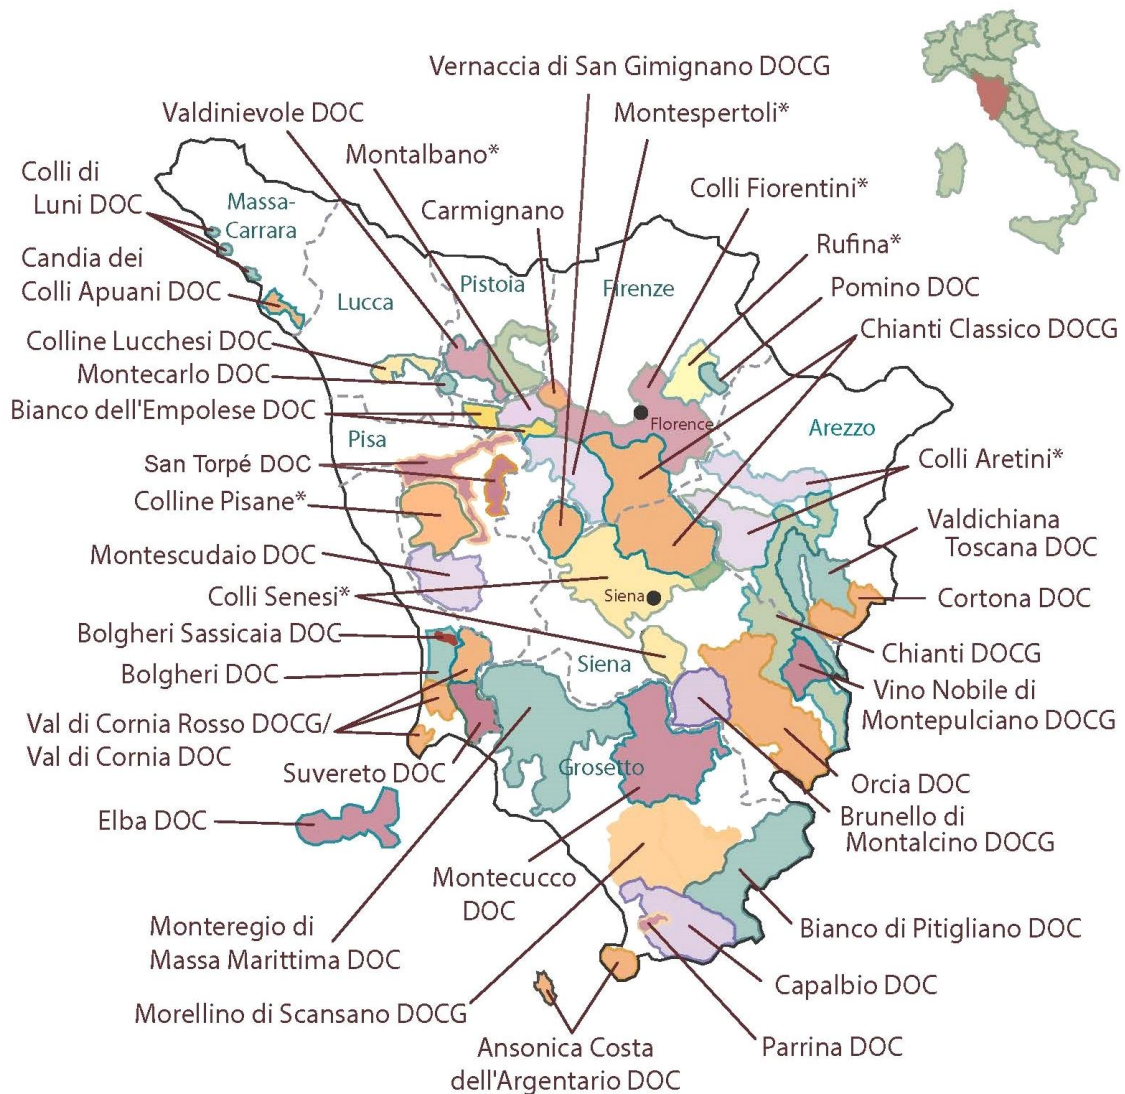 Vernaccia di San Gimignano DOCG
Valdinievole DOC
Montespertoli*
Montalbano*
Colli di
Luni DOC
Massa-
Carrara
Carmignano
Colli Fiorentini*
Rufina*
Candia dei
Colli Apuani DOC
Lucca
Pistoia
Firenze
Pomino DOC
Chianti Classico DOCG
Colline Lucchesi DOC
Montecarlo DOC
Bianco dell'Empolese DOC
Pisa
Florence
Arezzo
San Torpé DOC
Colli Aretini*
Colline Pisane*
Valdichiana
Toscana DOC
Montescudaio DOC
Colli Senesi*
Siena
Cortona DOC
Bolgheri Sassicaia DOC
Bolgheri DOC
Siena
Chianti DOCG
Vino Nobile di
Montepulciano DOCG
Val di Cornia Rosso DOCG/
Val di Cornia DOC
Suvereto DOC
Grosseto
Orcia DOC
Elba DOC
Brunello di
Montalcino DOCG
Montecucco
DOC
Monteregio di
Massa Marittima DOC
Bianco di Pitigliano DOC
Capalbio DOC
Morellino di Scansano DOCG
Ansonica Costa
dell'Argentario DOC
Parrina DOC